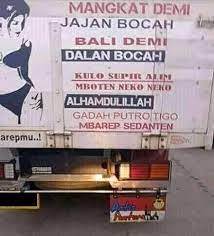 MANGKAT DEMI
JAJAN BOCAH
BALI DEMI
DALAN BOCAH
KULO SUPIR ALIM
MBOTEN NEKO NEKO
ALHAMDULILLAH
GADAH PUTRO TIGO
MBAREP SEDANTEN
arepmu..!